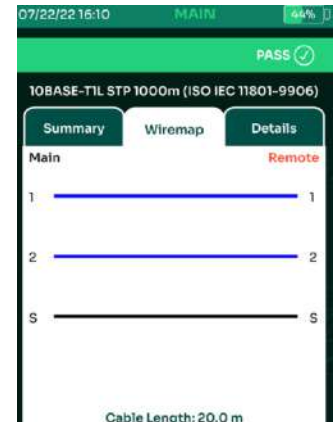 07/22/22 16:10 MAIN 44%
PASS
10BASE-T1L STP 1000m (ISO IEC 11801-9906)
Summary Wiremap Details
Main Remote
1 1
2 2
S S
Cable Length: 20.0 m